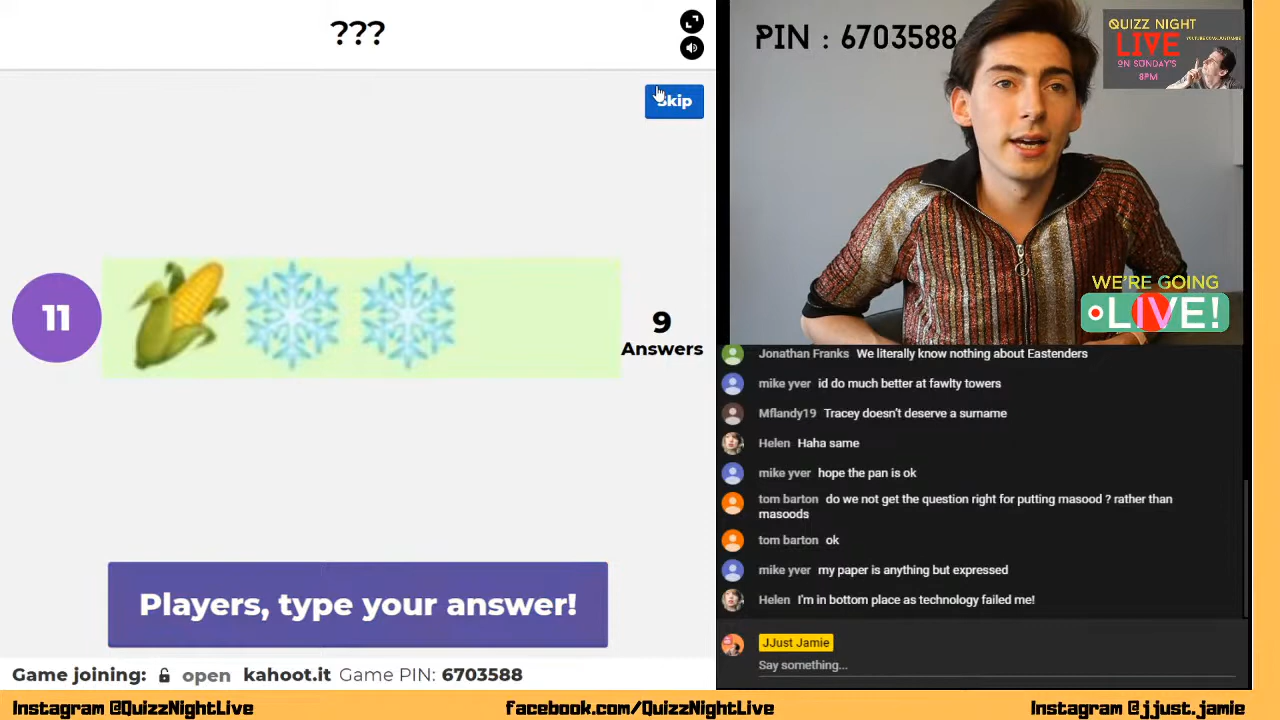 ???
Skip
11
9
Answers
Players, type your answer!
Game joining: open kahoot.it Game PIN: 6703588
PIN : 6703588
QUIZZ NIGHT
LIVE
ON SUNDAY'S
8PM
WE'RE GOING
LIVE!
Jonathan Franks We literally know nothing about Eastenders
mike yver id do much better at fawlty towers
Mflandy19 Tracey doesn't deserve a surname
Helen Haha same
mike yver hope the pan is ok
tom barton do we not get the question right for putting masood ? rather than
masoods
tom barton ok
mike yver my paper is anything but expressed
Helen I'm in bottom place as technology failed me!
JJust Jamie
Say something...
Instagram @QuizzNightLive
facebook.com/QuizzNightLive
Instagram @jjust.jamie